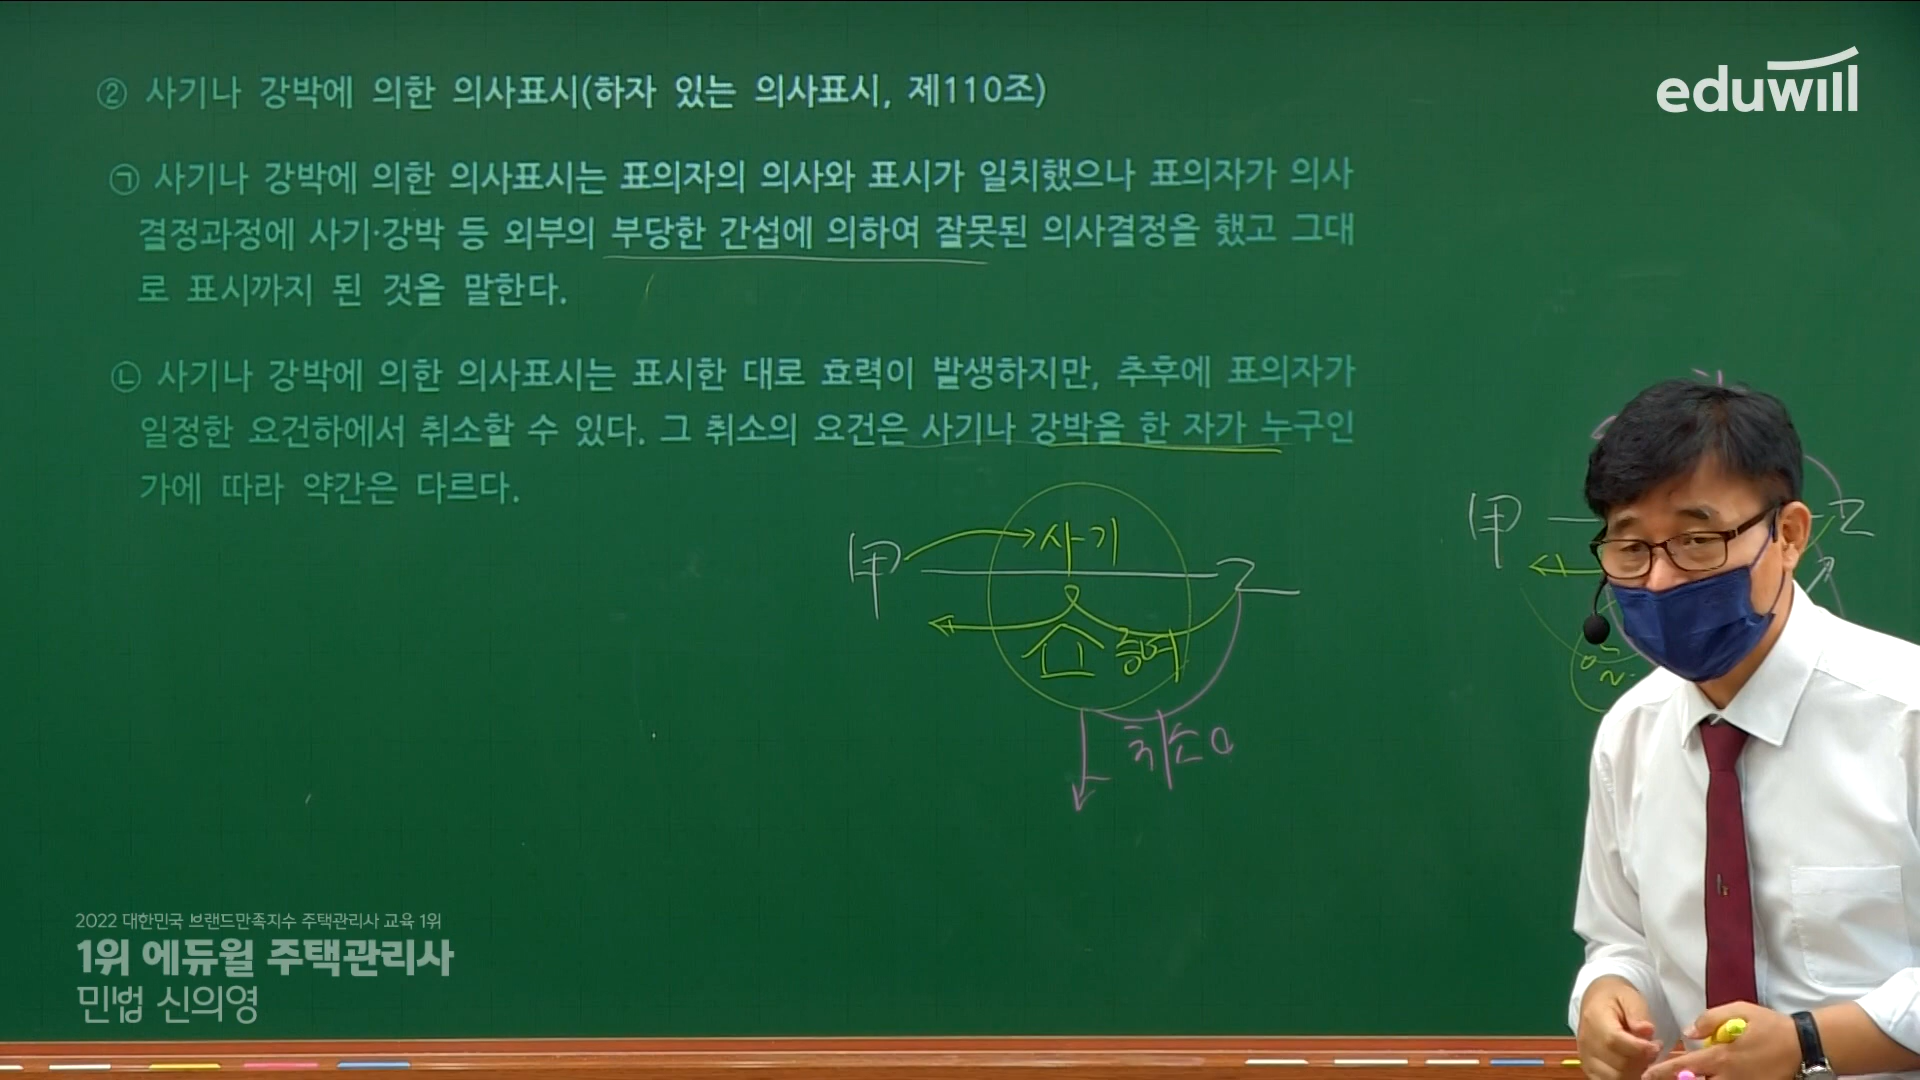 ② 사기나 강박에 의한 의사표시(하자 있는 의사표시, 제110조)
eduwill
㉠ 사기나 강박에 의한 의사표시는 표의자의 의사와 표시가 일치했으나 표의자가 의사
결정과정에 사기·강박 등 외부의 부당한 간섭에 의하여 잘못된 의사결정을 했고 그대
로 표시까지 된 것을 말한다.
㉡ 사기나 강박에 의한 의사표시는 표시한 대로 효력이 발생하지만, 추후에 표의자가
일정한 요건하에서 취소할 수 있다. 그 취소의 요건은 사기나 강박을 한 자가 누구인
가에 따라 약간은 다르다.
甲 사기 乙
증여
취소
甲 乙
2022 대한민국 브랜드만족지수 주택관리사 교육 1위
1위 에듀윌 주택관리사
민법 신의영